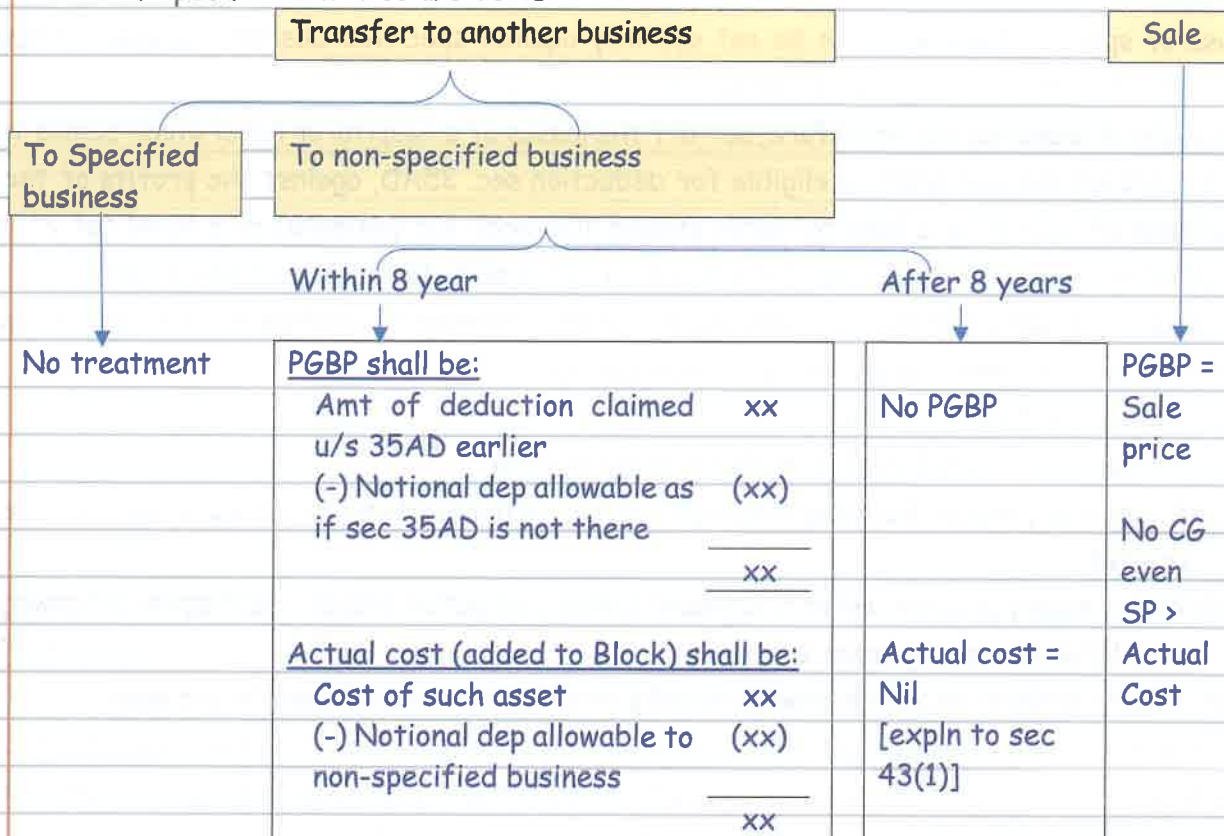 Transfer to another business
Sale
To Specified
business
To non-specified business
Within 8 year
After 8 years
No treatment
PGBP shall be:
Amt of deduction claimed xx
u/s 35AD earlier
(-) Notional dep allowable as (xx)
if sec 35AD is not there
xx
Actual cost (added to Block) shall be:
Cost of such asset xx
(-) Notional dep allowable to (xx)
non-specified business
xx
No PGBP
Actual cost =
Nil
[expln to sec
43(1)]
PGBP =
Sale
price
No CG
even
SP >
Actual
Cost